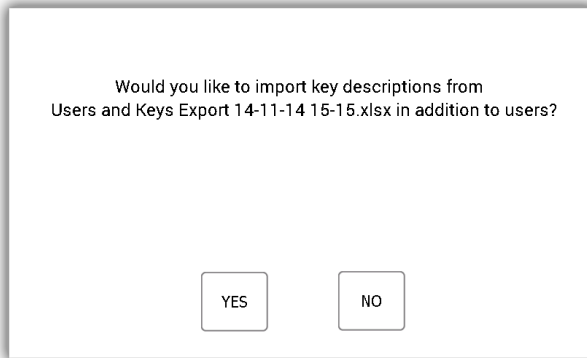 Would you like to import key descriptions from
Users and Keys Export 14-11-14 15-15.xlsx in addition to users?
YES
NO